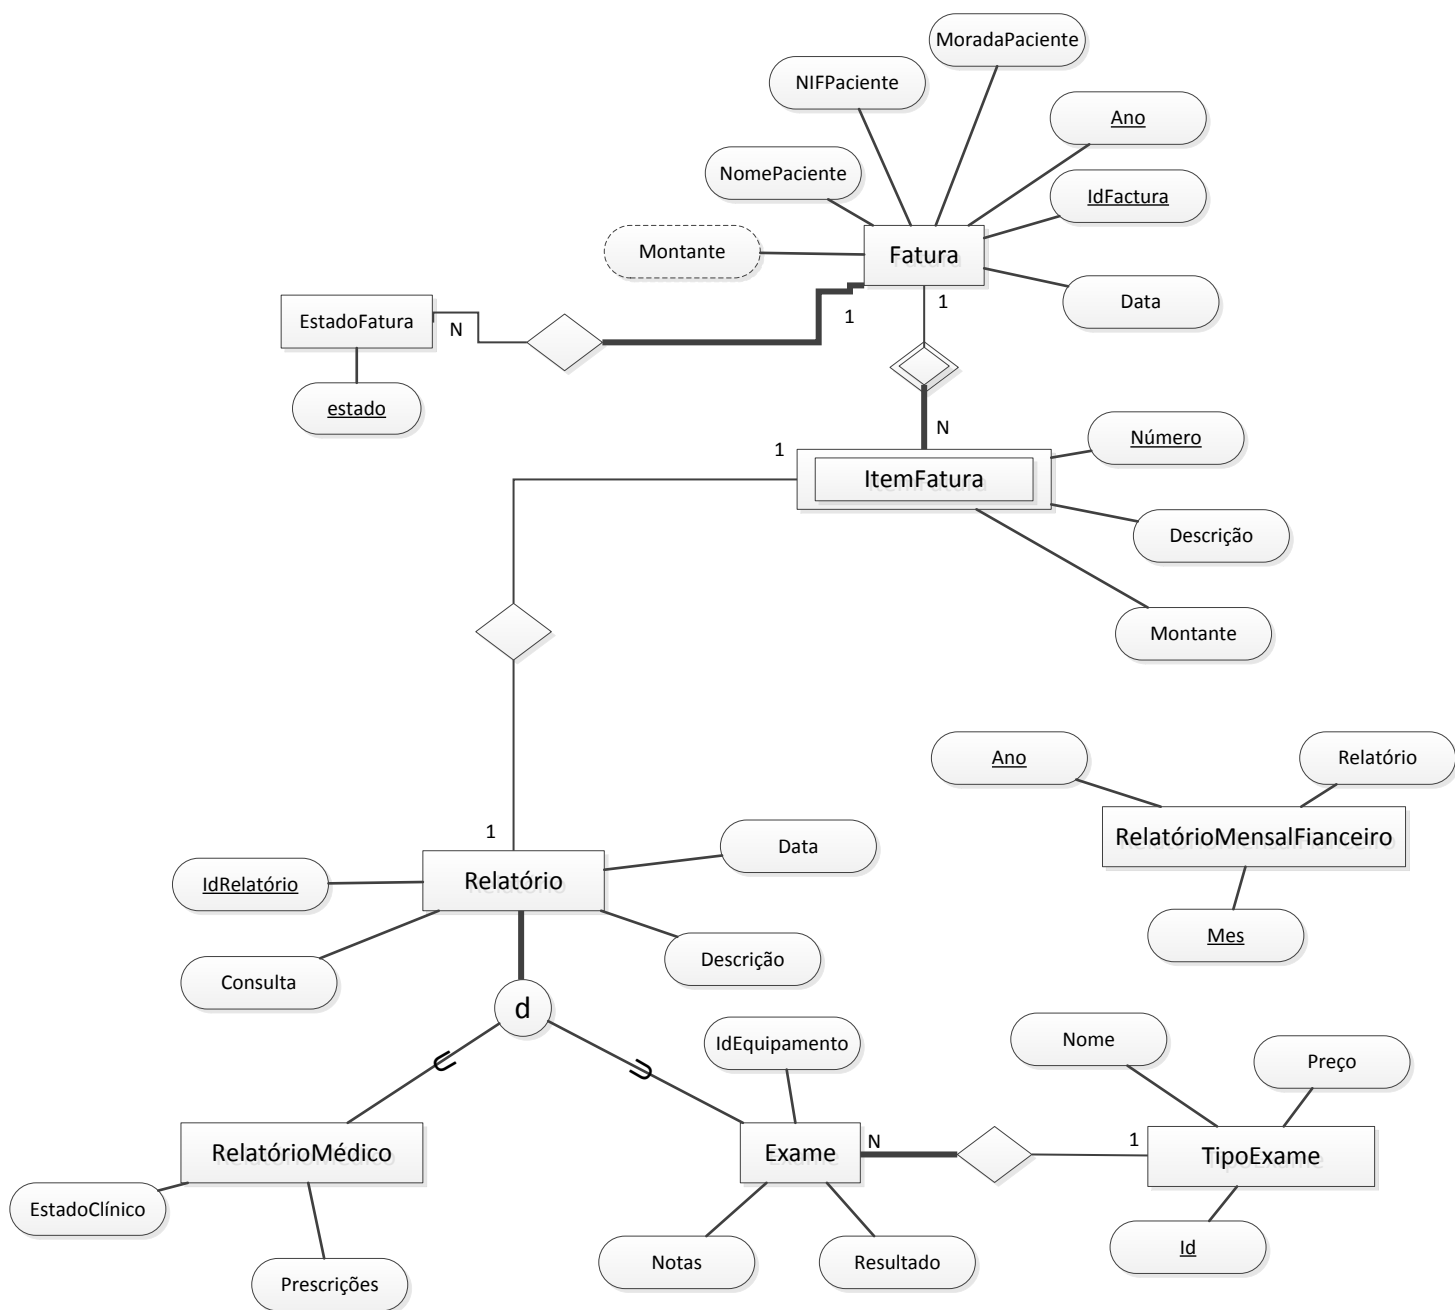 MoradaPaciente
NIFPaciente
Ano
NomePaciente
IdFactura
Montante
Fatura
Data
1
1
EstadoFatura
N
estado
N
Número
1
ItemFatura
Descrição
Montante
Ano
Relatório
RelatórioMensalFianceiro
Mes
1
Data
IdRelatório
Relatório
Consulta
Descrição
d
U
U
IdEquipamento
Nome
Preço
RelatórioMédico
Exame
N
1
TipoExame
EstadoClínico
Id
Notas
Resultado
Prescrições